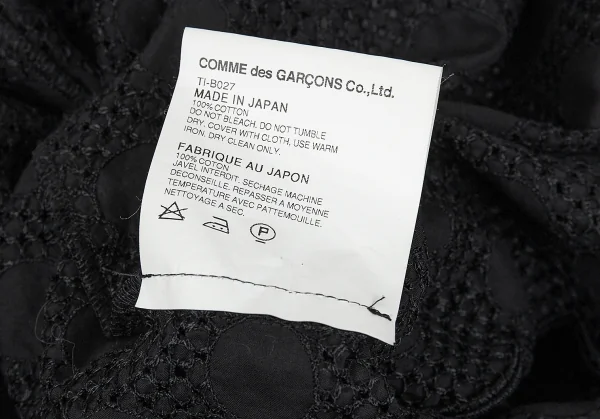 COMME des GARÇONS Co.,Ltd.
TI-B027
MADE IN JAPAN
100% COTTON
DO NOT BLEACH. DO NOT TUMBLE
DRY. COVER WITH CLOTH. USE WARM
IRON. DRY CLEAN ONLY.
FABRIQUE AU JAPON
100% COTON
JAVEL INTERDIT. SECHAGE MACHINE
DECONSEILLE. REPASSER A MOYENNE
TEMPERATURE AVEC PATTEMOUILLE.
NETTOYAGE A SEC.
P